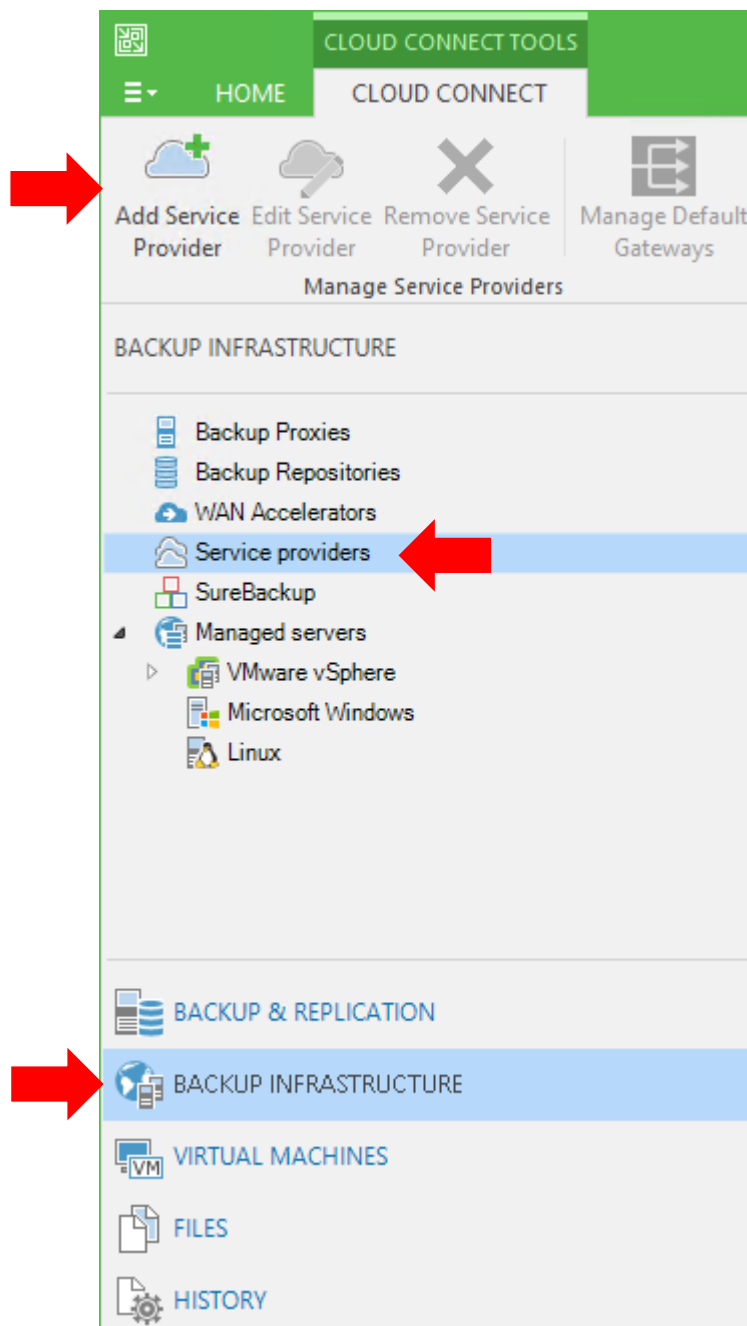 CLOUD CONNECT TOOLS
HOME CLOUD CONNECT
Add Service Edit Service Remove Service Manage Default
Provider Provider Provider Gateways
Manage Service Providers
BACKUP INFRASTRUCTURE
Backup Proxies
Backup Repositories
WAN Accelerators
Service providers
SureBackup
Managed servers
VMware vSphere
Microsoft Windows
Linux
BACKUP & REPLICATION
BACKUP INFRASTRUCTURE
VM VIRTUAL MACHINES
FILES
HISTORY